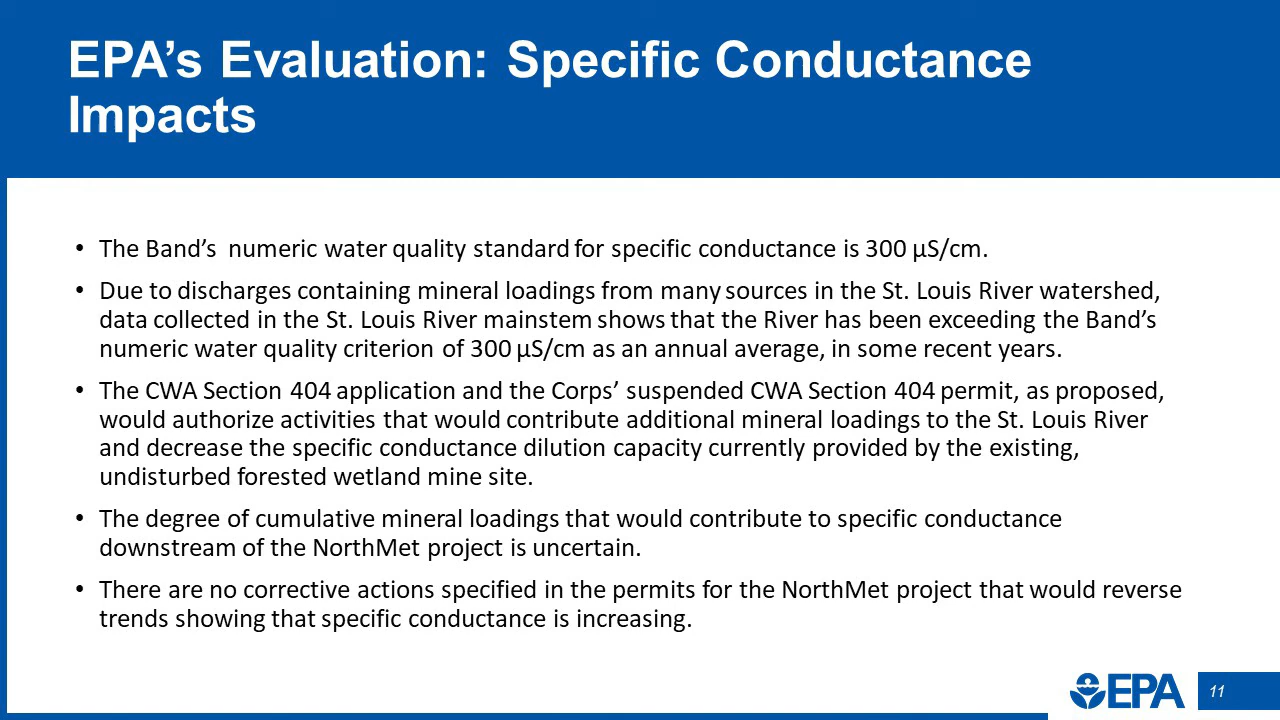 EPA’s Evaluation: Specific Conductance
Impacts
• The Band’s  numeric water quality standard for specific conductance is 300 µS/cm.
• Due to discharges containing mineral loadings from many sources in the St. Louis River watershed,
data collected in the St. Louis River mainstem shows that the River has been exceeding the Band’s
numeric water quality criterion of 300 µS/cm as an annual average, in some recent years.
• The CWA Section 404 application and the Corps’ suspended CWA Section 404 permit, as proposed,
would authorize activities that would contribute additional mineral loadings to the St. Louis River
and decrease the specific conductance dilution capacity currently provided by the existing,
undisturbed forested wetland mine site.
• The degree of cumulative mineral loadings that would contribute to specific conductance
downstream of the NorthMet project is uncertain.
• There are no corrective actions specified in the permits for the NorthMet project that would reverse
trends showing that specific conductance is increasing.
EPA
11